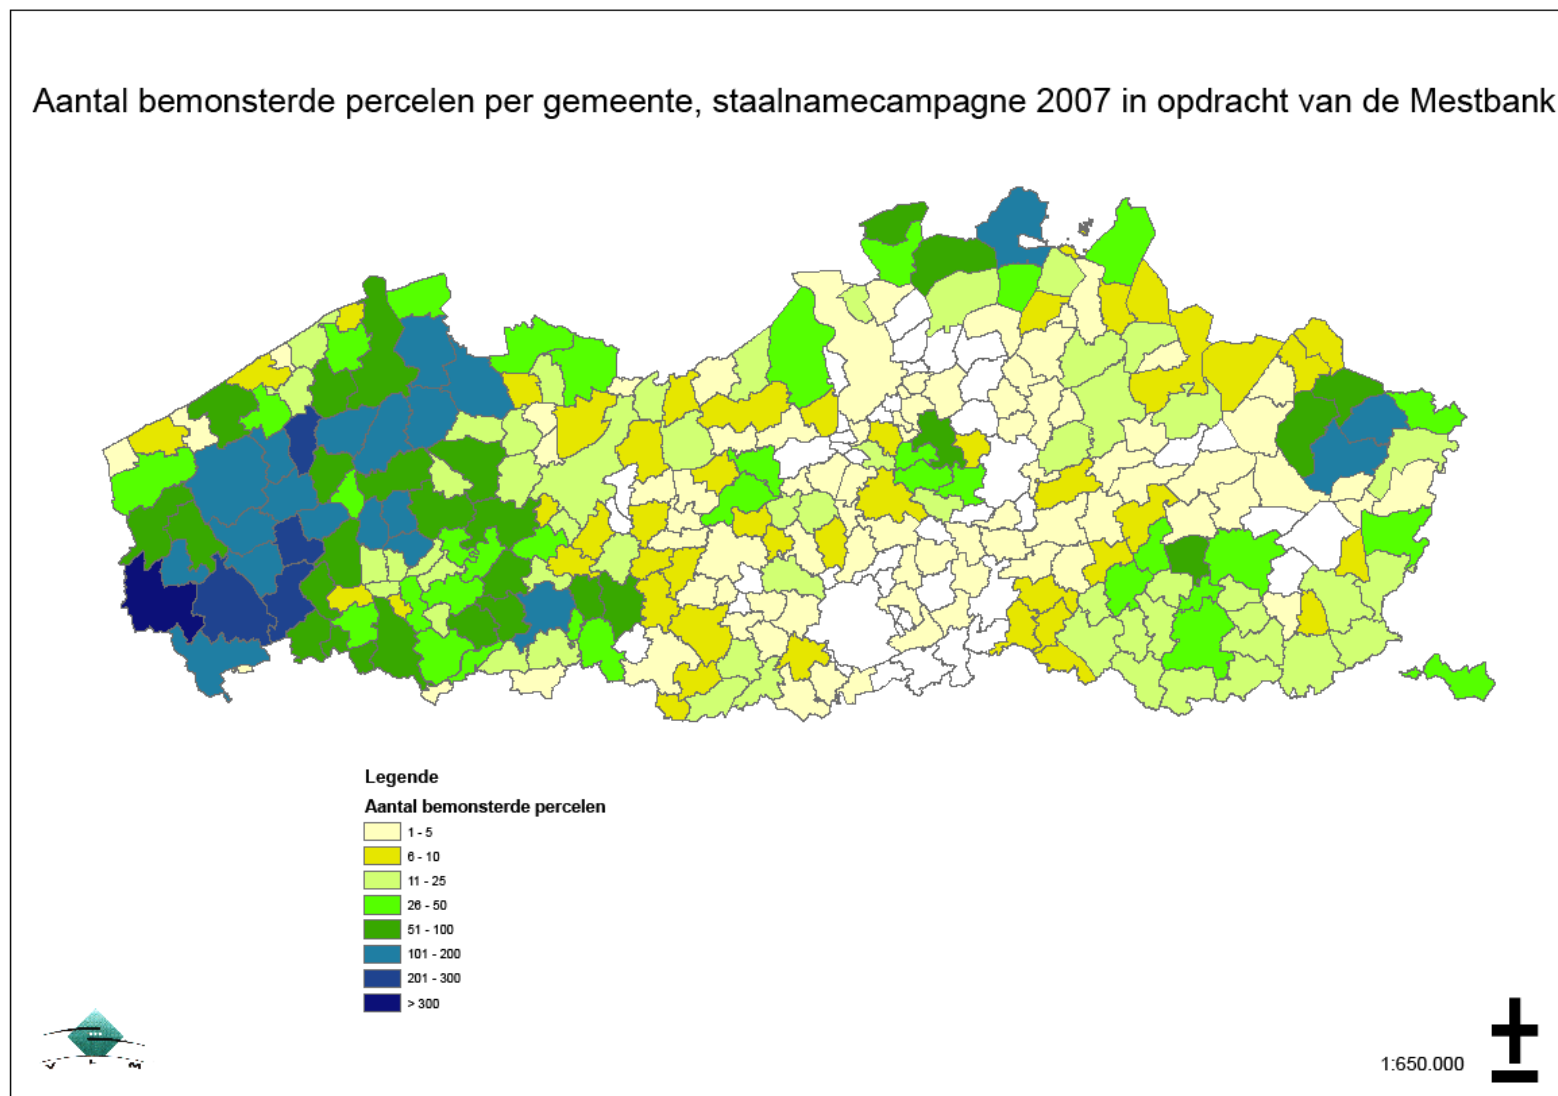 Aantal bemonsterde percelen per gemeente, staalnamecampagne 2007 in opdracht van de Mestbank
Legende
Aantal bemonsterde percelen
1 - 5
6 - 10
11 - 25
26 - 50
51 - 100
101 - 200
201 - 300
> 300
V L M
1:650.000